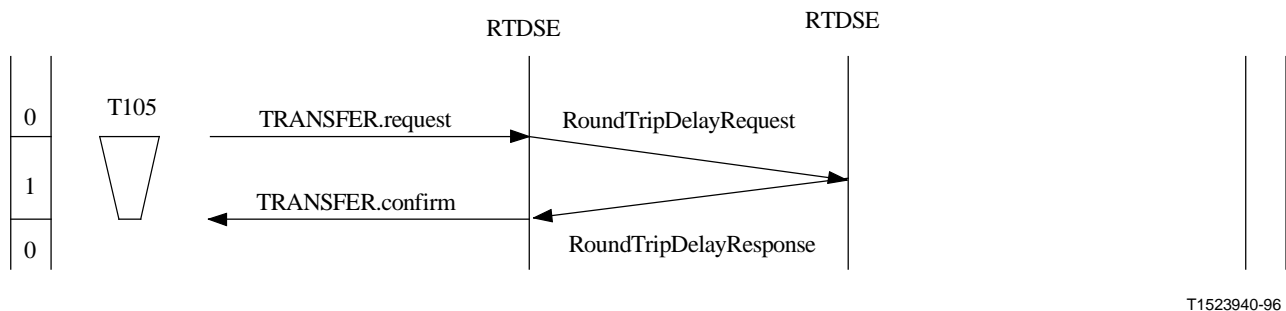 RTDSE
RTDSE
0
T105
TRANSFER.request
RoundTripDelayRequest
1
TRANSFER.confirm
0
RoundTripDelayResponse
T1523940-96